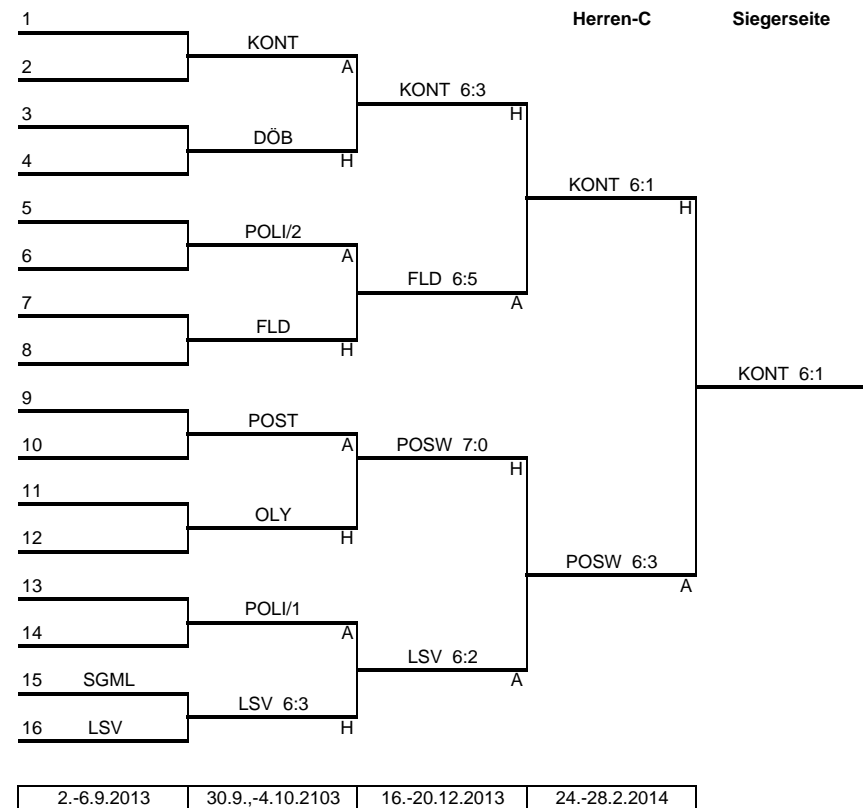 1 Herren-C Siegerseite
KONT
2 A
KONT 6:3
3 H
DÖB
4 H
KONT 6:1
5 H
POLI/2
6 A
FLD 6:5
7 A
FLD
8 H
KONT 6:1
9
POST
10 A POSW 7:0
H
11
OLY
12 H
POSW 6:3
13 A
POLI/1
14 A
LSV 6:2
15 SGML A
LSV 6:3
16 LSV H
2.-6.9.2013 30.9.,-4.10.2103 16.-20.12.2013 24.-28.2.2014